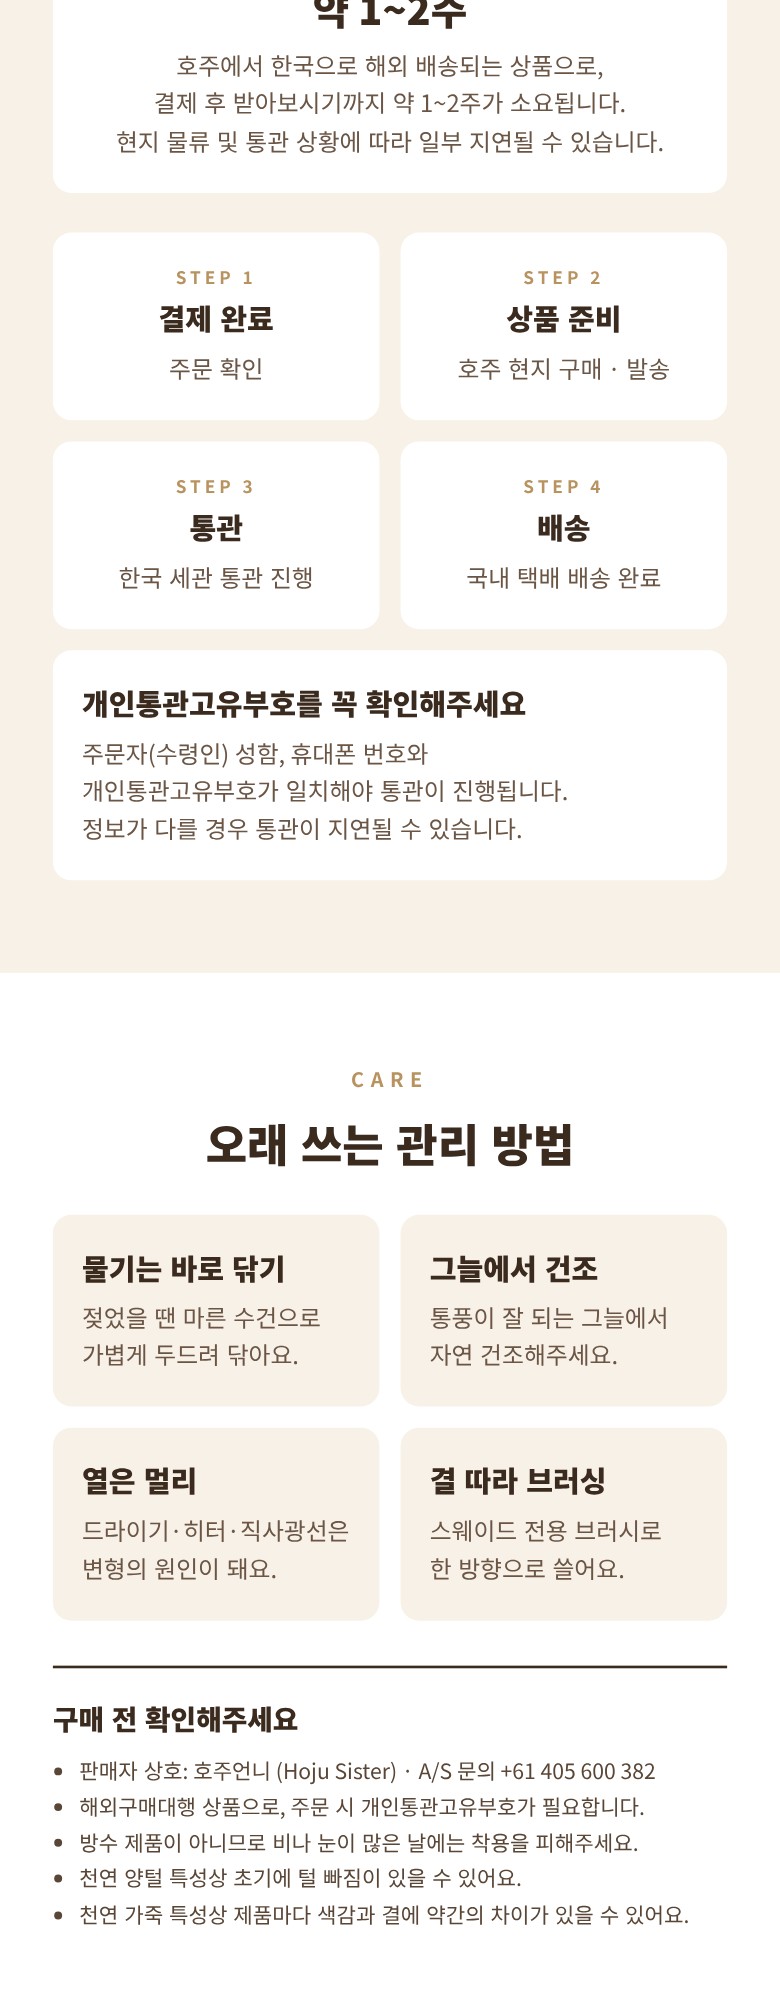 약 1~2주
호주에서 한국으로 해외 배송되는 상품으로,
결제 후 받아보시기까지 약 1~2주가 소요됩니다.
현지 물류 및 통관 상황에 따라 일부 지연될 수 있습니다.
STEP 1
결제 완료
주문 확인
STEP 2
상품 준비
호주 현지 구매 · 발송
STEP 3
통관
한국 세관 통관 진행
STEP 4
배송
국내 택배 배송 완료
개인통관고유부호를 꼭 확인해주세요
주문자(수령인) 성함, 휴대폰 번호와
개인통관고유부호가 일치해야 통관이 진행됩니다.
정보가 다를 경우 통관이 지연될 수 있습니다.
CARE
오래 쓰는 관리 방법
물기는 바로 닦기
젖었을 땐 마른 수건으로
가볍게 두드려 닦아요.
그늘에서 건조
통풍이 잘 되는 그늘에서
자연 건조해주세요.
열은 멀리
드라이기·히터·직사광선은
변형의 원인이 돼요.
결 따라 브러싱
스웨이드 전용 브러시로
한 방향으로 쓸어요.
구매 전 확인해주세요
• 판매자 상호: 호주언니 (Hoju Sister) · A/S 문의 +61 405 600 382
• 해외구매대행 상품으로, 주문 시 개인통관고유부호가 필요합니다.
• 방수 제품이 아니므로 비나 눈이 많은 날에는 착용을 피해주세요.
• 천연 양털 특성상 초기에 털 빠짐이 있을 수 있어요.
• 천연 가죽 특성상 제품마다 색감과 결에 약간의 차이가 있을 수 있어요.